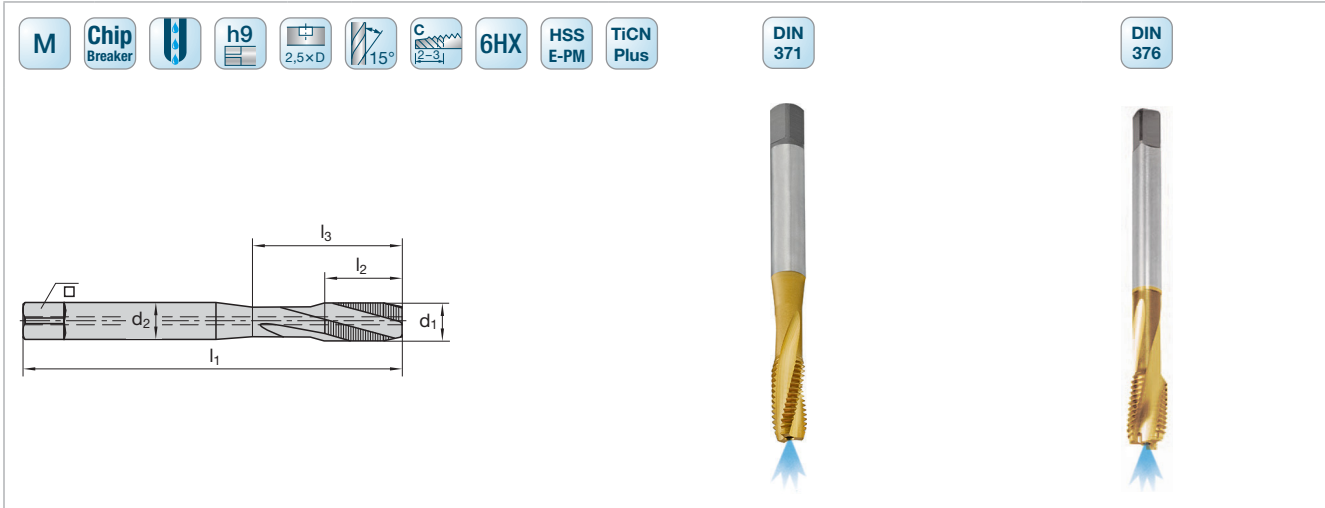 M
Chip
Breaker
h9
2,5×D
15°
C
2–3
6HX
HSS
E-PM
TiCN
Plus
DIN
371
DIN
376
l3
l2
d2
d1
l1